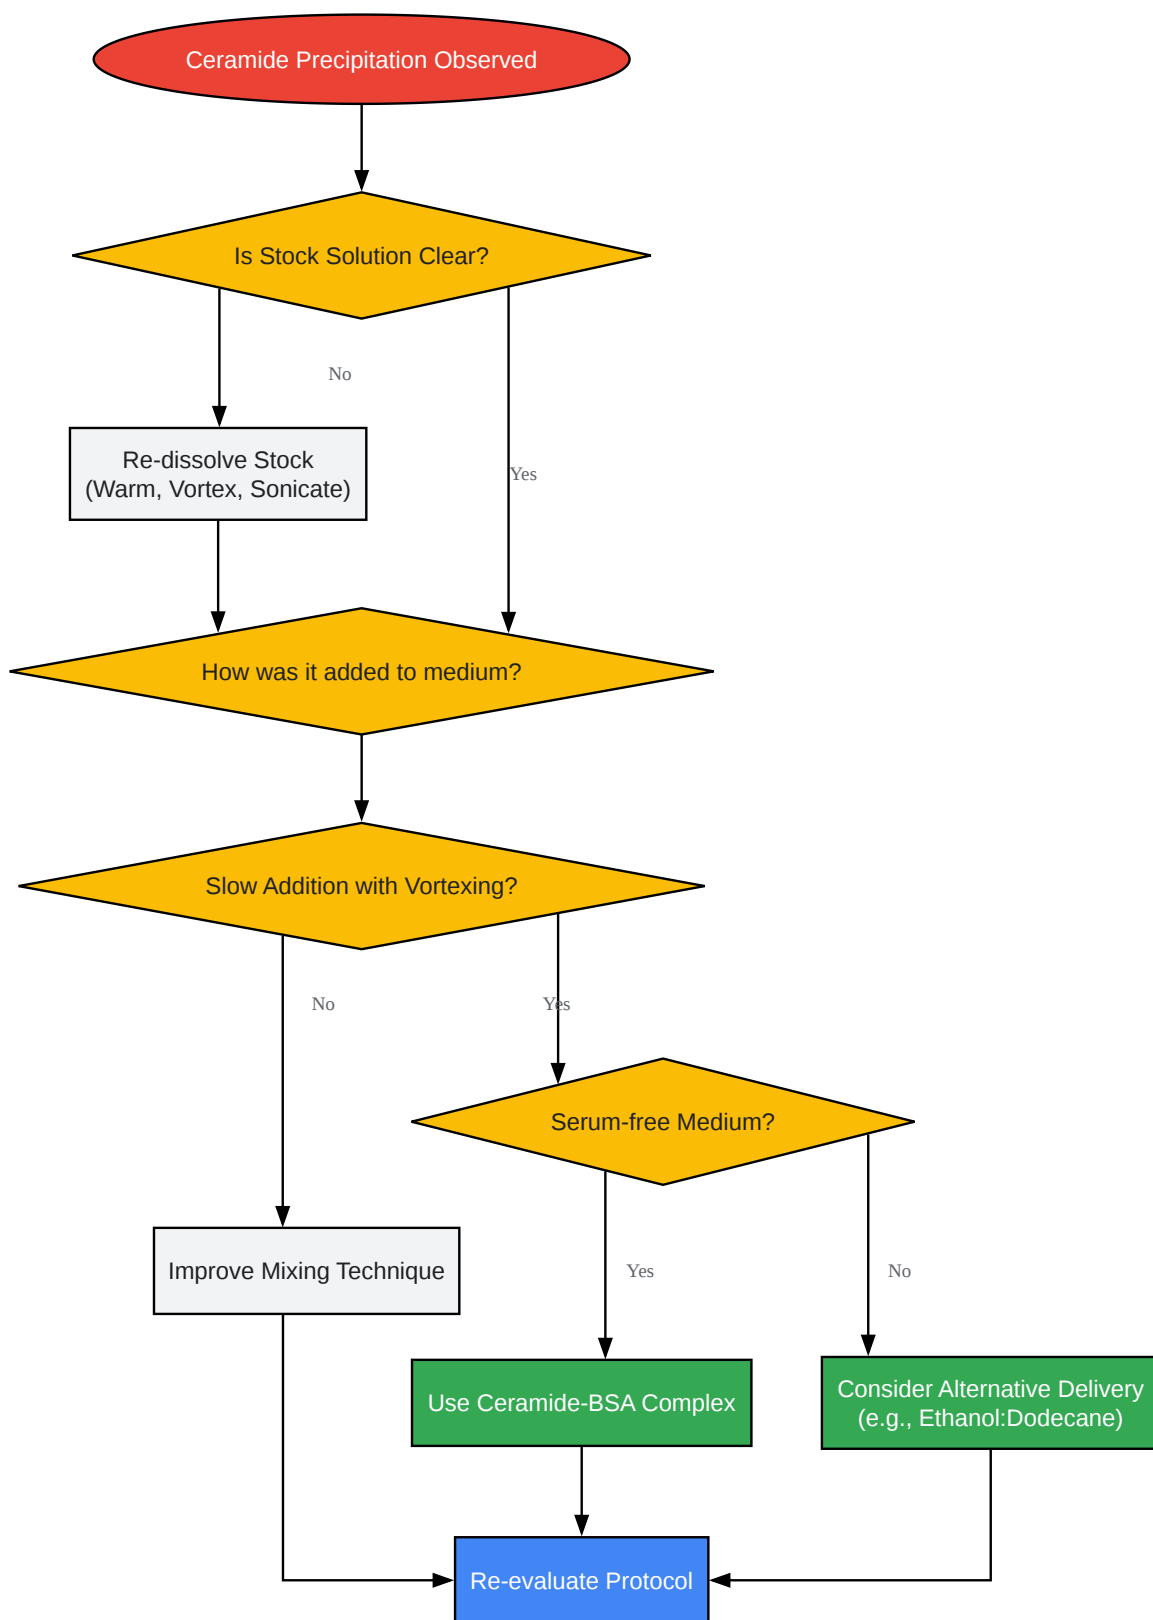 Ceramide Precipitation Observed
Is Stock Solution Clear?
No
Re-dissolve Stock
(Warm, Vortex, Sonicate)
Yes
How was it added to medium?
Slow Addition with Vortexing?
No
Yes
Serum-free Medium?
Improve Mixing Technique
Yes
No
Use Ceramide-BSA Complex
Consider Alternative Delivery
(e.g., Ethanol:Dodecane)
Re-evaluate Protocol